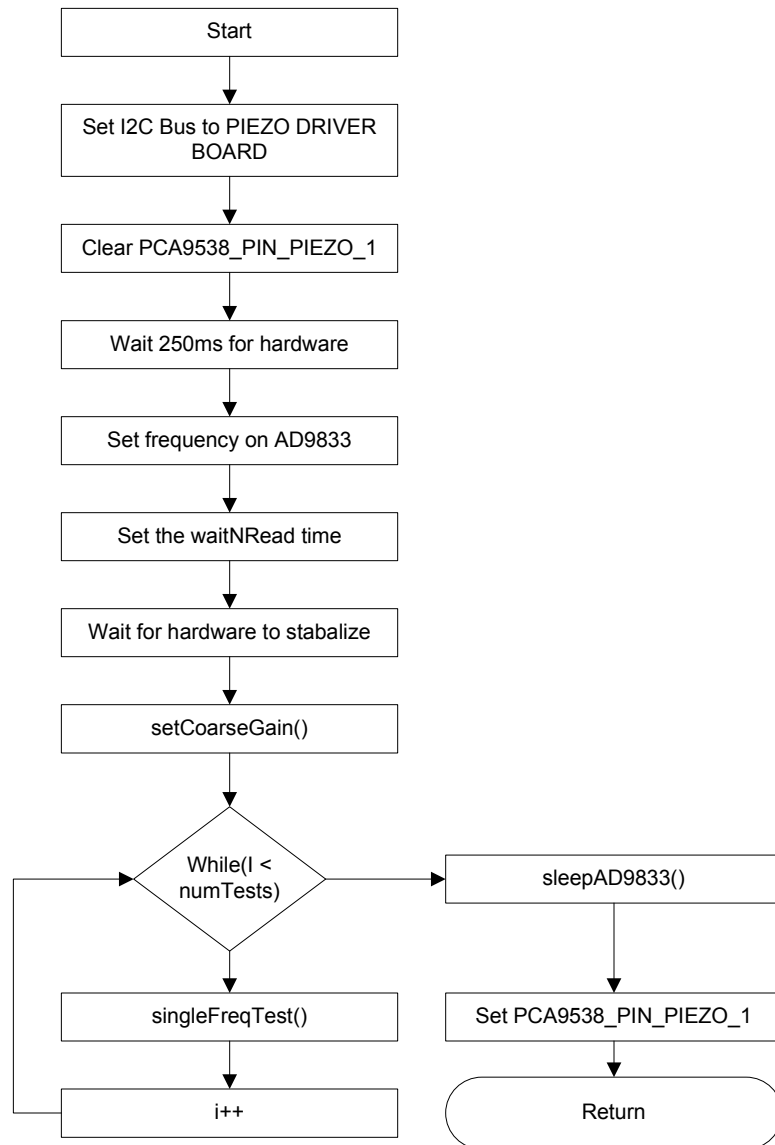 Start
Set I2C Bus to PIEZO DRIVER
BOARD
Clear PCA9538_PIN_PIEZO_1
Wait 250ms for hardware
Set frequency on AD9833
Set the waitNRead time
Wait for hardware to stabalize
setCoarseGain()
While(I <
numTests)
sleepAD9833()
singleFreqTest()
Set PCA9538_PIN_PIEZO_1
i++
Return